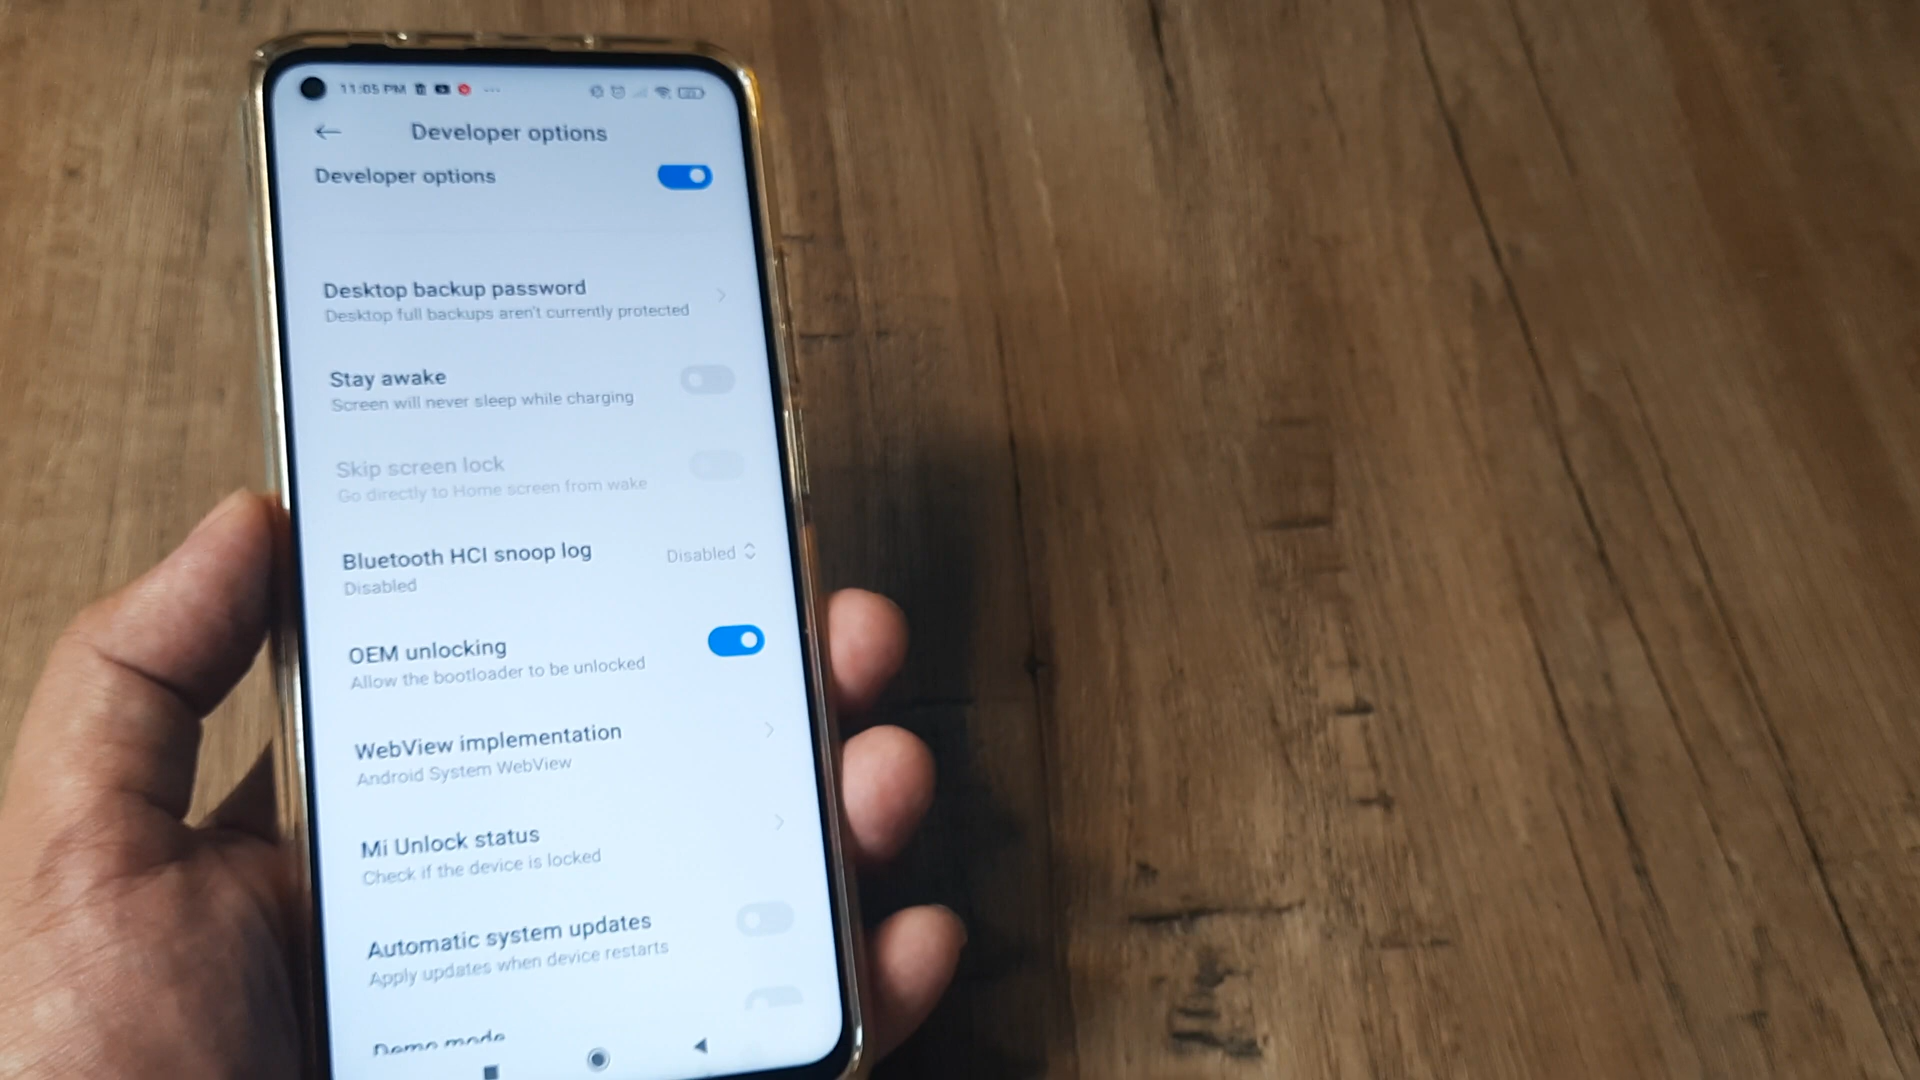 11:05 PM
Developer options
Developer options
Desktop backup password
Desktop full backups aren't currently protected
Stay awake
Screen will never sleep while charging
Skip screen lock
Go directly to Home screen from wake
Bluetooth HCI snoop log
Disabled
Disabled
OEM unlocking
Allow the bootloader to be unlocked
WebView implementation
Android System WebView
Mi Unlock status
Check if the device is locked
Automatic system updates
Apply updates when device restarts
Demo mode